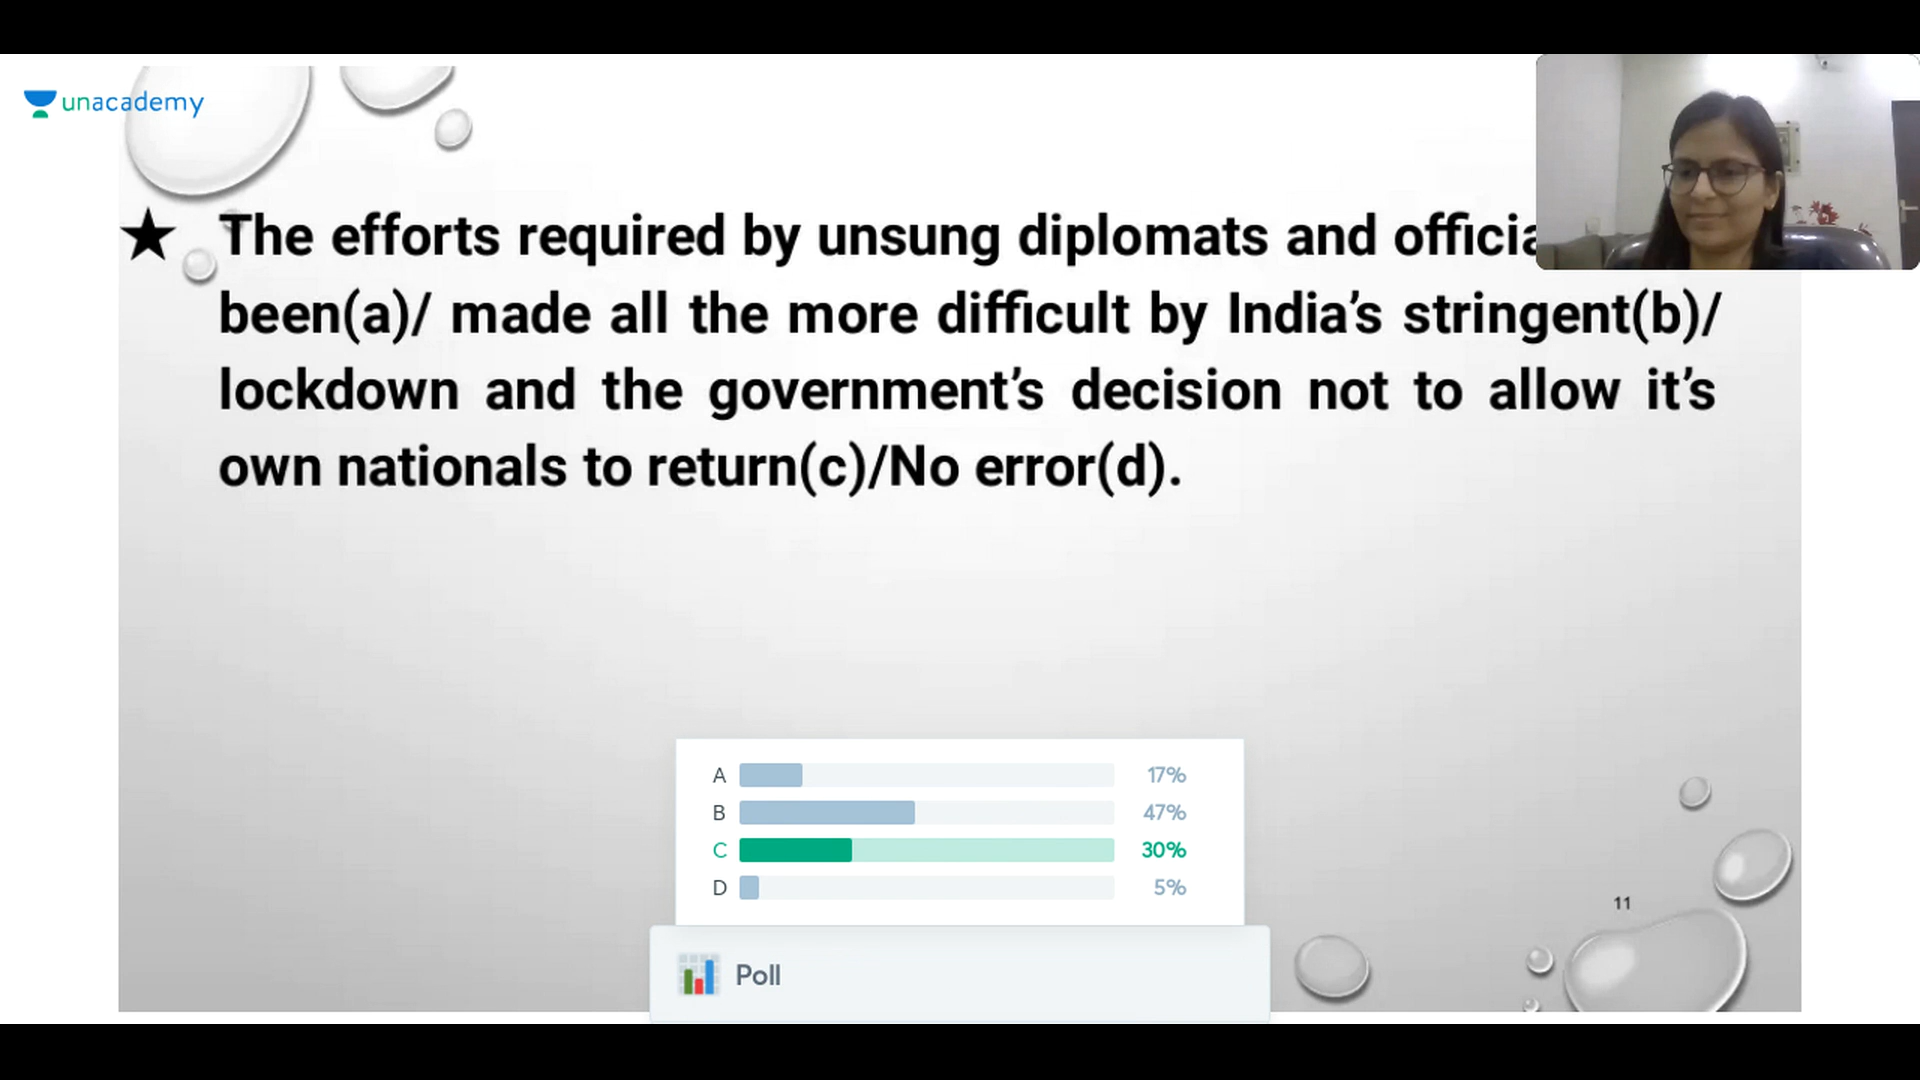 unacademy
★ The efforts required by unsung diplomats and
been(a)/ made all the more difficult by India’s stringent(b)/
lockdown and the government’s decision not to allow it’s
own nationals to return(c)/No error(d).
A 17%
B 47%
C 30%
D 5%
11
Poll